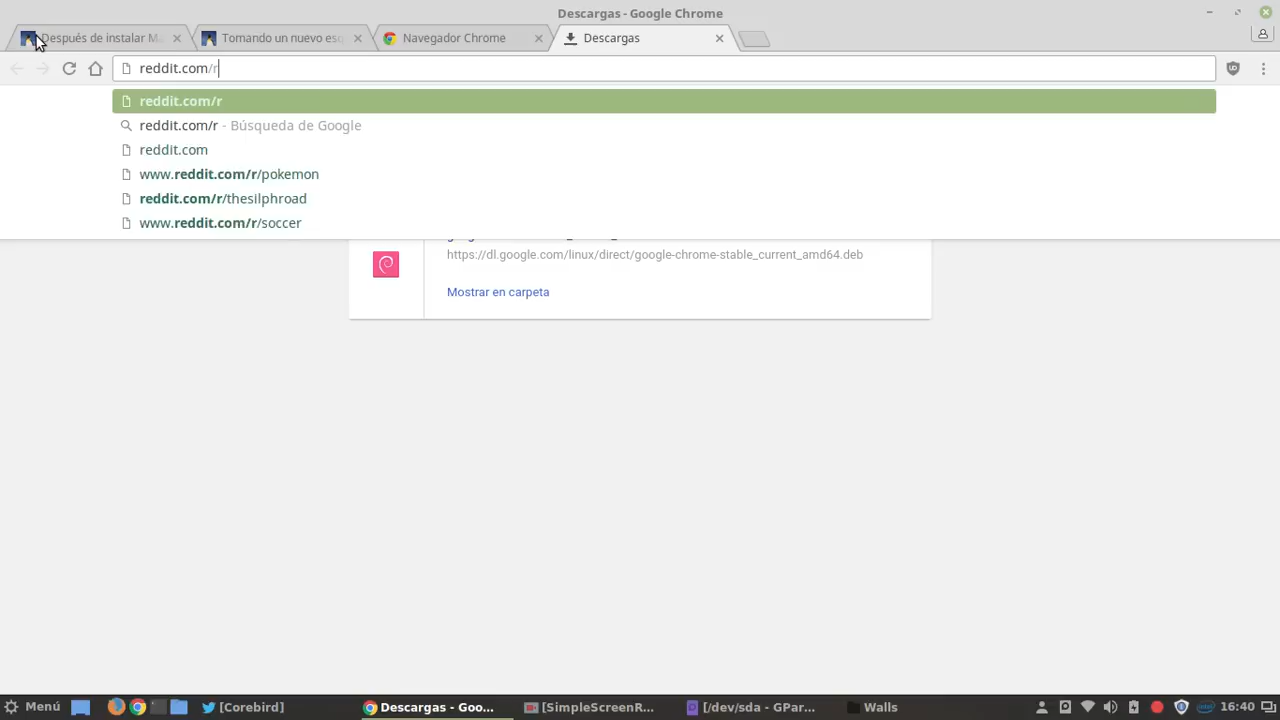 Descargas - Google Chrome
Después de instalar Ma
Tomando un nuevo esq
Navegador Chrome
Descargas
reddit.com/r
reddit.com/r
reddit.com/r - Búsqueda de Google
reddit.com
www.reddit.com/r/pokemon
reddit.com/r/thesilphroad
www.reddit.com/r/soccer
https://dl.google.com/linux/direct/google-chrome-stable_current_amd64.deb
Mostrar en carpeta
Menú
[Corebird]
Descargas - Goo...
[SimpleScreenR...
[/dev/sda - GPar...
Walls
16:40